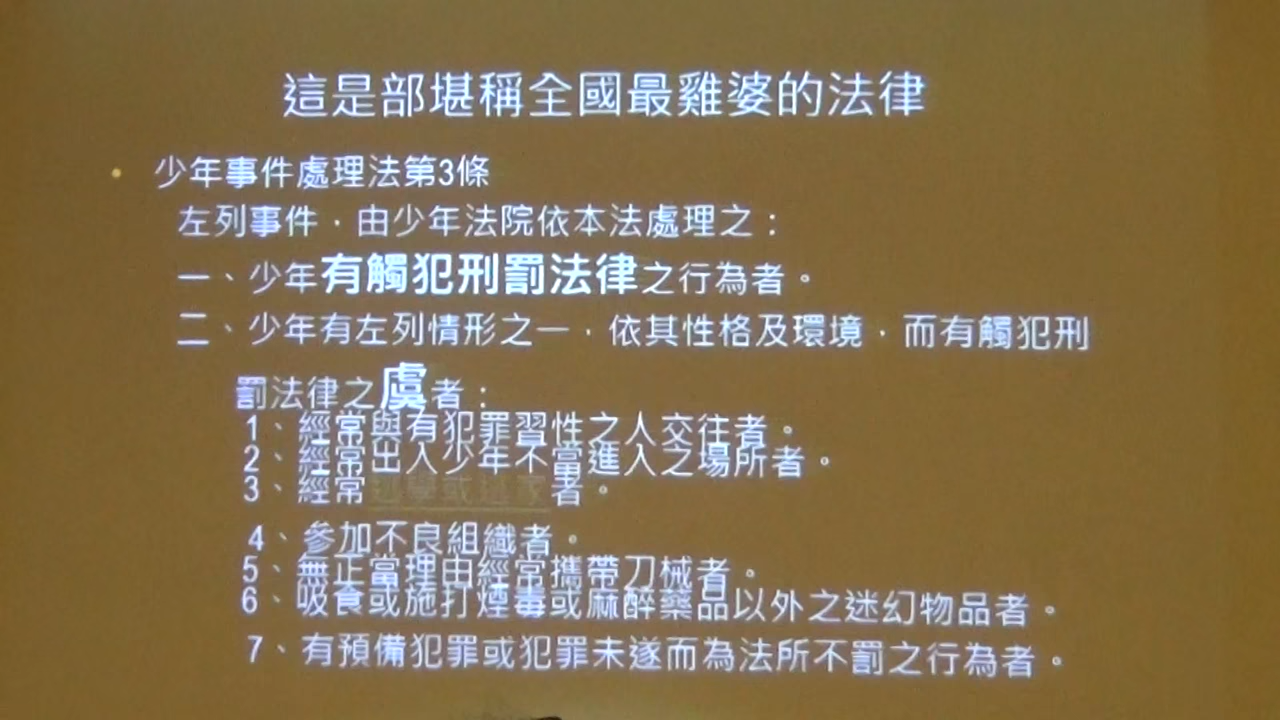 這是部堪稱全國最雞婆的法律
• 少年事件處理法第3條
左列事件，由少年法院依本法處理之：
一、少年有觸犯刑罰法律之行為者。
二、少年有左列情形之一，依其性格及環境，而有觸犯刑
罰法律之虞者：
1、經常與有犯罪習性之人交往者。
2、經常出入少年不當進入之場所者。
3、經常逃學或逃家者。
4、參加不良組織者。
5、無正當理由經常攜帶刀械者。
6、吸食或施打煙毒或麻醉藥品以外之迷幻物品者。
7、有預備犯罪或犯罪未遂而為法所不罰之行為者。